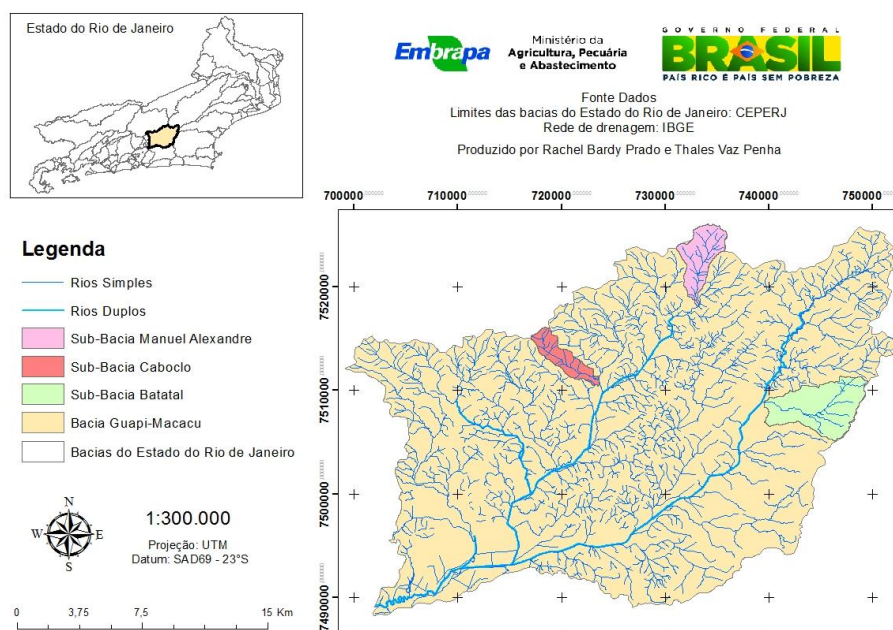 Estado do Rio de Janeiro
Embrapa
Ministério da
Agricultura, Pecuária
e Abastecimento
GOVERNO FEDERAL
BRASIL
PAÍS RICO É PAÍS SEM POBREZA
Fonte Dados
Limites das bacias do Estado do Rio de Janeiro: CEPERJ
Rede de drenagem: IBGE
Produzido por Rachel Bardy Prado e Thales Vaz Penha
700000 710000 720000 730000 740000 750000
7520000
7510000
7500000
7490000
Legenda
Rios Simples
Rios Duplos
Sub-Bacia Manuel Alexandre
Sub-Bacia Caboclo
Sub-Bacia Batatal
Bacia Guapi-Macacu
Bacias do Estado do Rio de Janeiro
N
W E
S
1:300.000
Projeção: UTM
Datum: SAD69 - 23°S
0 3,75 7,5 15 Km